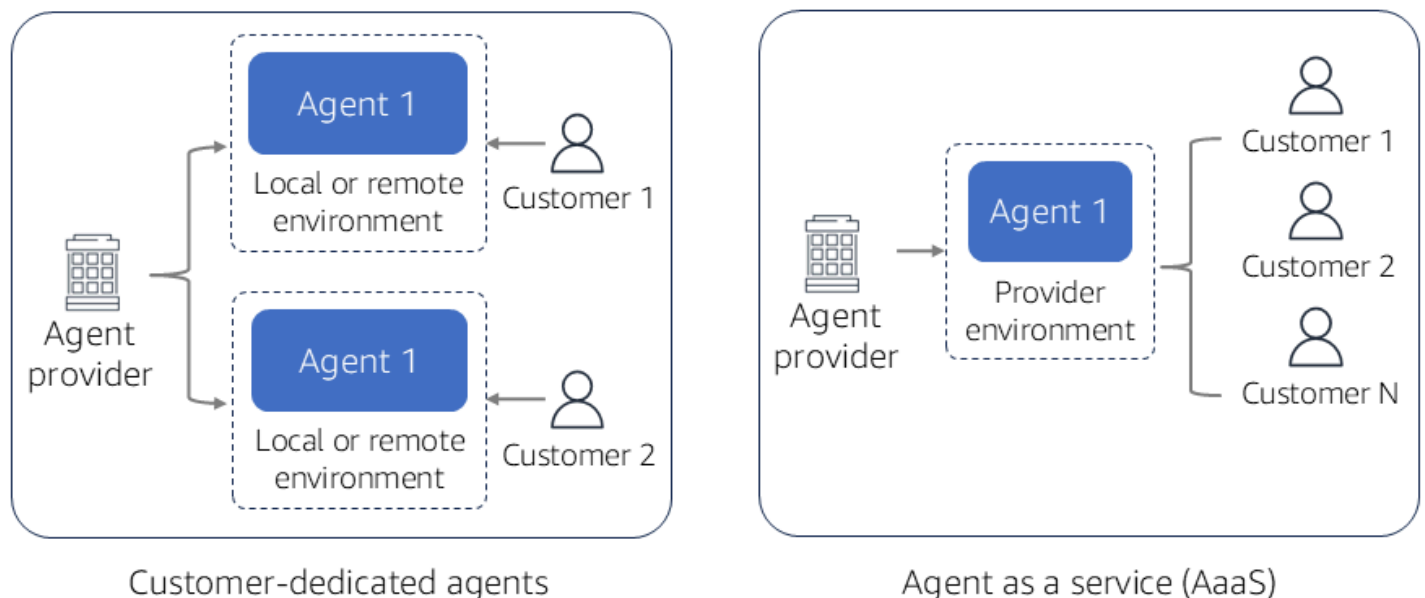 Agent 1
Local or remote
environment
Customer 1
Agent
provider
Agent 1
Local or remote
environment
Customer 2
Customer-dedicated agents
Agent
provider
Agent 1
Provider
environment
Customer 1
Customer 2
Customer N
Agent as a service (AaaS)